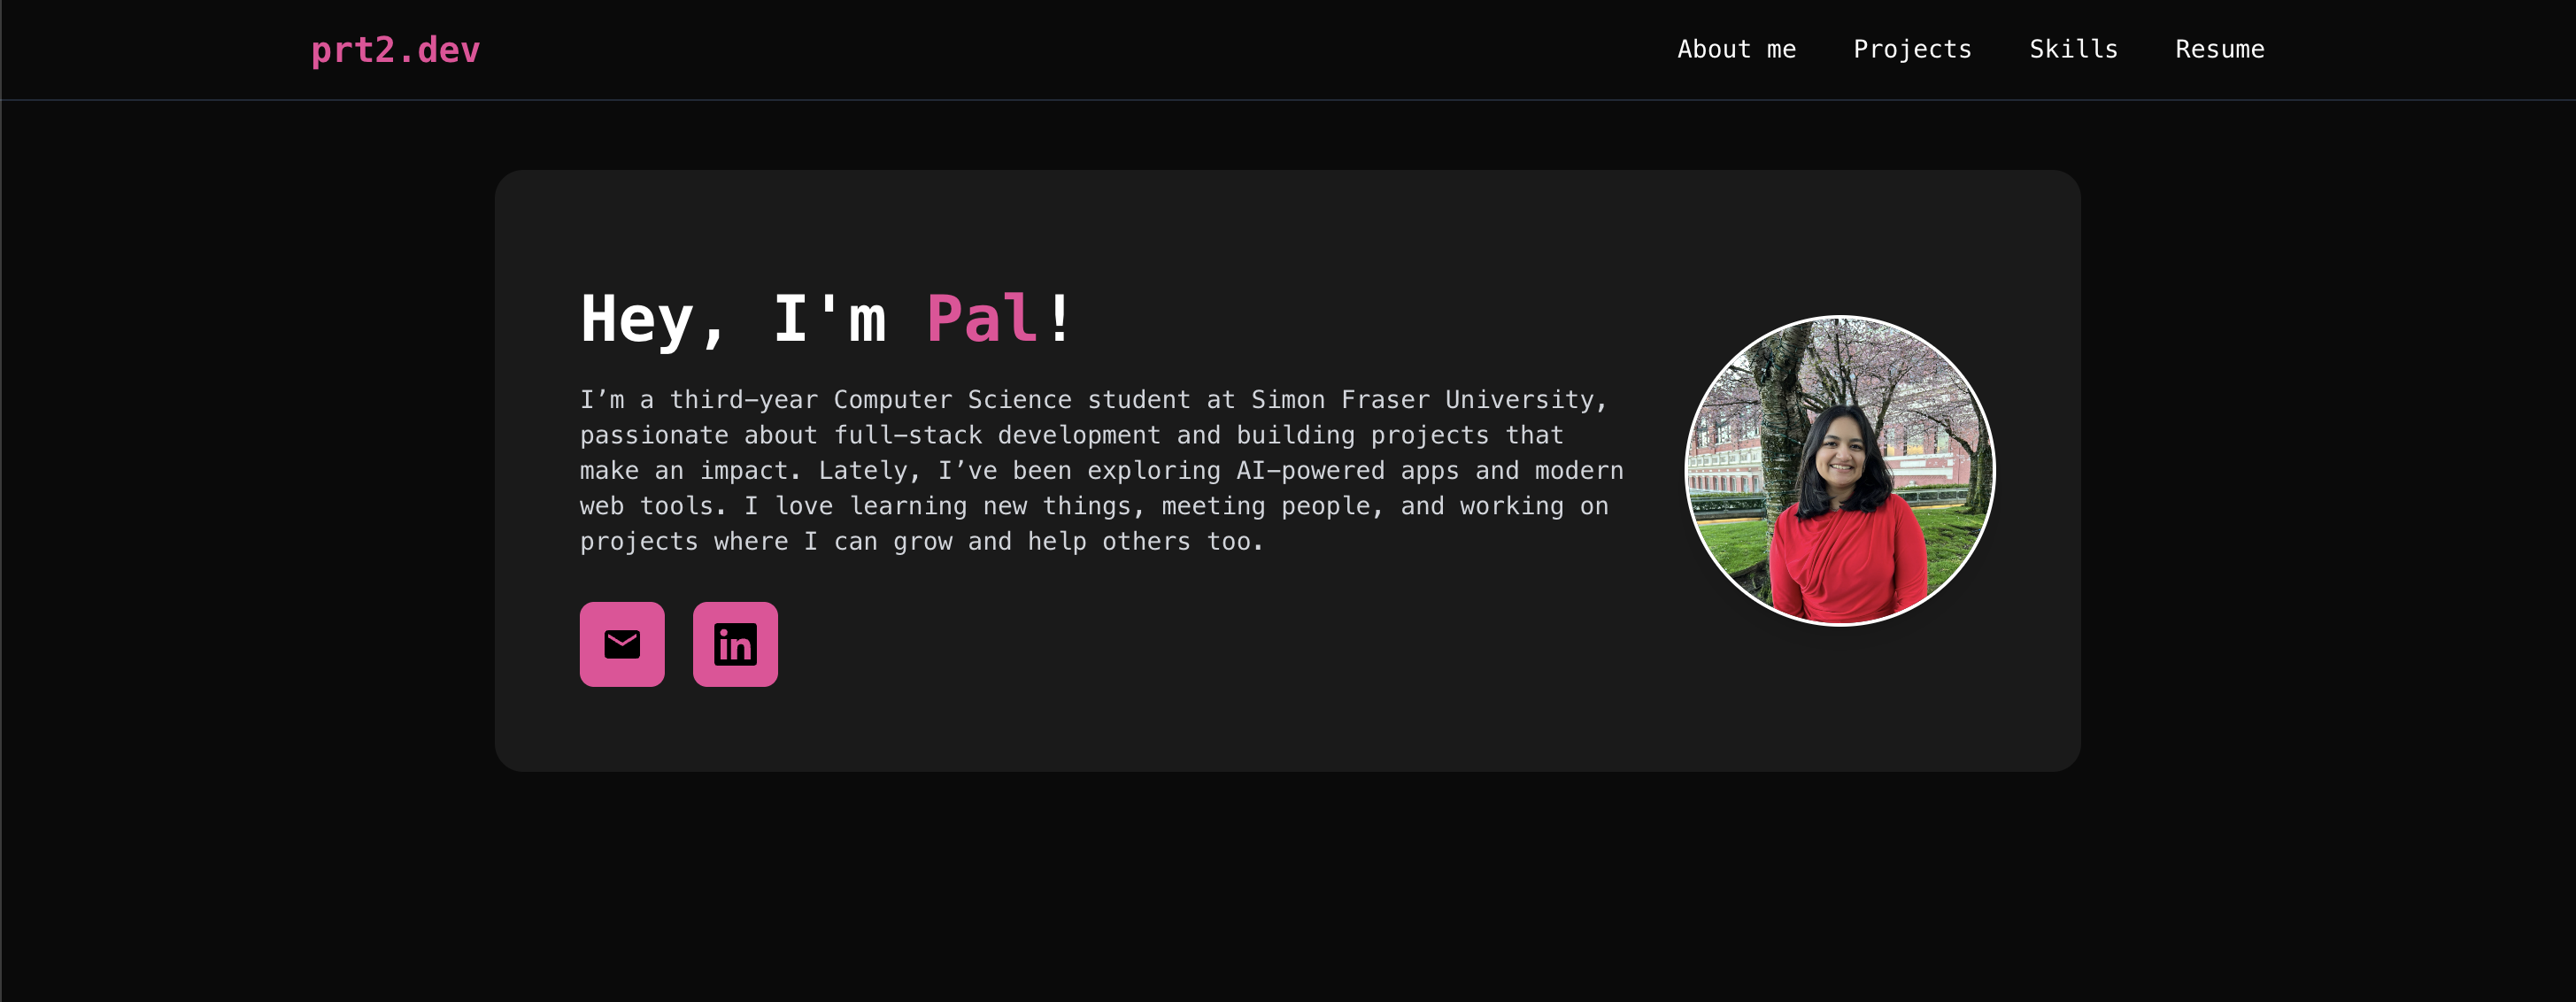 prt2.dev
About me Projects Skills Resume
Hey, I'm Pal!
I’m a third-year Computer Science student at Simon Fraser University,
passionate about full-stack development and building projects that
make an impact. Lately, I’ve been exploring AI-powered apps and modern
web tools. I love learning new things, meeting people, and working on
projects where I can grow and help others too.
in